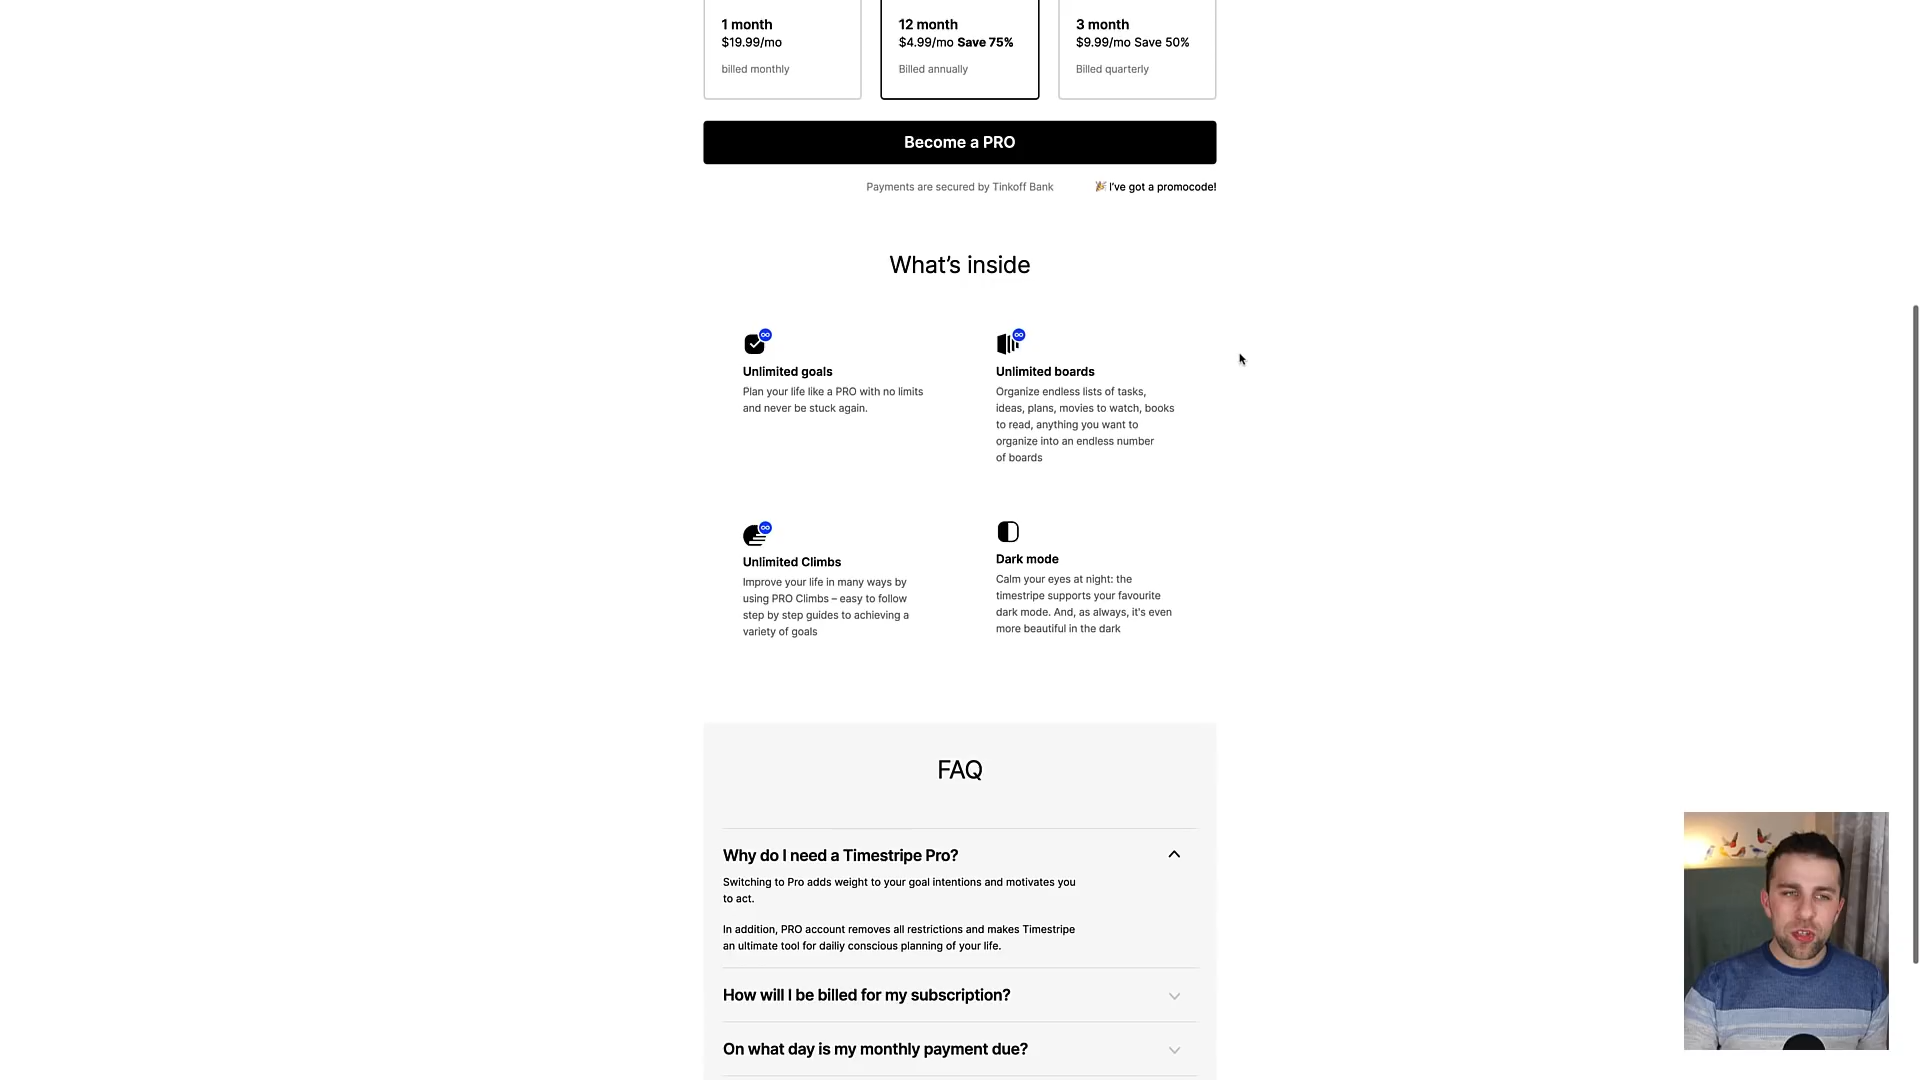 1 month
$19.99/mo
billed monthly
12 month
$4.99/mo Save 75%
Billed annually
3 month
$9.99/mo Save 50%
Billed quarterly
Become a PRO
Payments are secured by Tinkoff Bank
🎉 I've got a promocode!
What's inside
Unlimited goals
Plan your life like a PRO with no limits
and never be stuck again.
Unlimited boards
Organize endless lists of tasks,
ideas, plans, movies to watch, books
to read, anything you want to
organize into an endless number
of boards
Unlimited Climbs
Improve your life in many ways by
using PRO Climbs – easy to follow
step by step guides to achieving a
variety of goals
Dark mode
Calm your eyes at night: the
timestripe supports your favourite
dark mode. And, as always, it's even
more beautiful in the dark
FAQ
Why do I need a Timestripe Pro?
Switching to Pro adds weight to your goal intentions and motivates you
to act.
In addition, PRO account removes all restrictions and makes Timestripe
an ultimate tool for dailiy conscious planning of your life.
How will I be billed for my subscription?
On what day is my monthly payment due?